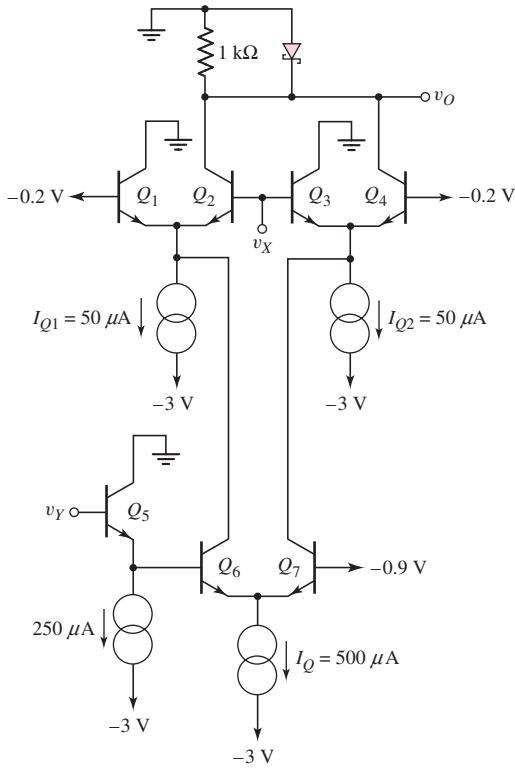 1 kΩ
v_O
−0.2 V
Q_1
Q_2
Q_3
Q_4
−0.2 V
v_X
I_Q1 = 50 μA
I_Q2 = 50 μA
−3 V
−3 V
v_Y
Q_5
Q_6
Q_7
−0.9 V
250 μA
I_Q = 500 μA
−3 V
−3 V